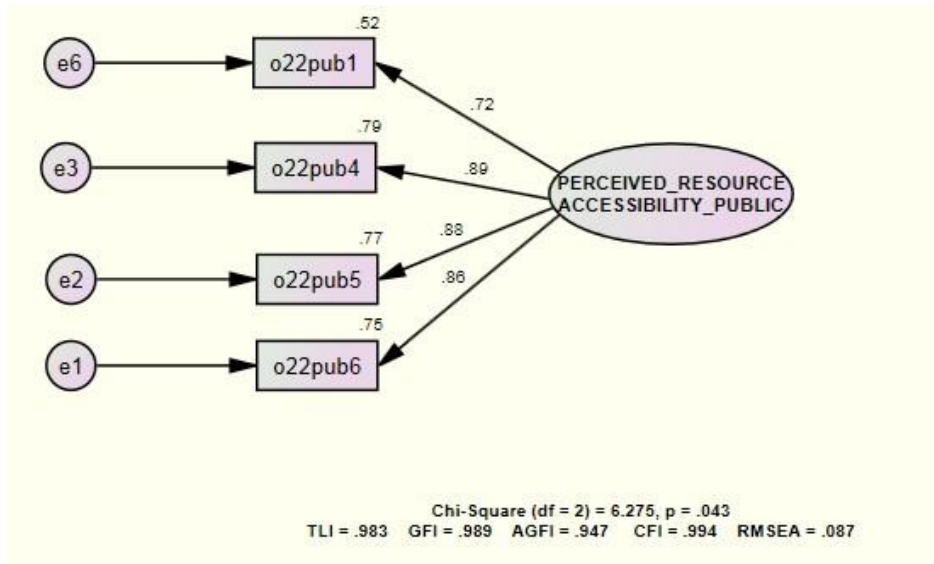 .52
e6
o22pub1
.72
.79
e3
o22pub4
.89
PERCEIVED_RESOURCE
ACCESSIBILITY_PUBLIC
.77
.88
e2
o22pub5
.86
.75
e1
o22pub6
Chi-Square (df = 2) = 6.275, p = .043
TLI = .983 GFI = .989 AGFI = .947 CFI = .994 RMSEA = .087